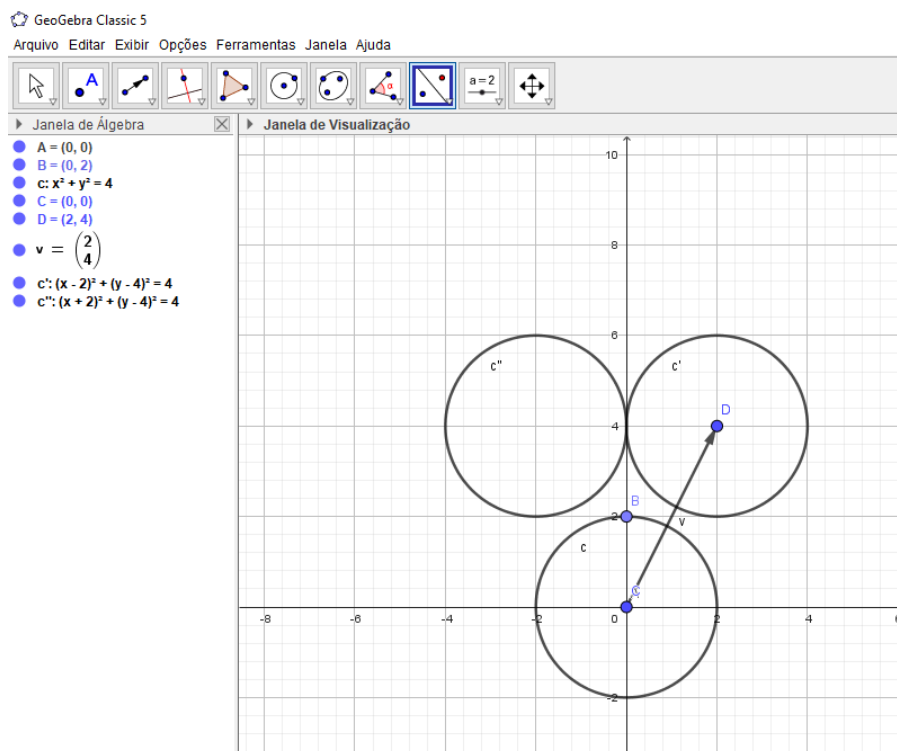 GeoGebra Classic 5
Arquivo Editar Exibir Opções Ferramentas Janela Ajuda
A
α
a = 2
Janela de Álgebra
Janela de Visualização
A = (0, 0)
B = (0, 2)
c: x² + y² = 4
C = (0, 0)
D = (2, 4)
v = (2
4)
c': (x - 2)² + (y - 4)² = 4
c'': (x + 2)² + (y - 4)² = 4
10
8
6
c''
c'
D
4
B
2
v
c
C
-8
-6
-4
-2
0
2
4
6
-2